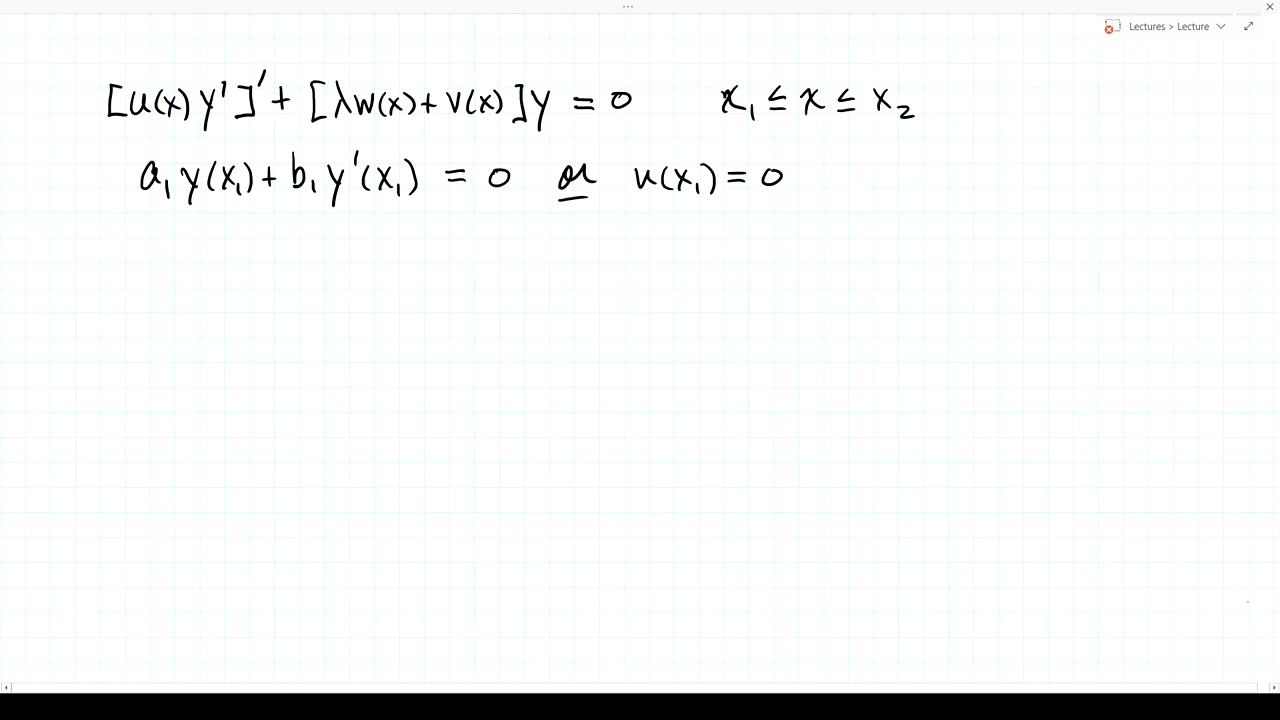 Lectures > Lecture
[u(x) y']' + [λw(x) + v(x)]y = 0 x₁ ≤ x ≤ x₂
a₁ y(x₁) + b₁ y'(x₁) = 0 or u(x₁) = 0